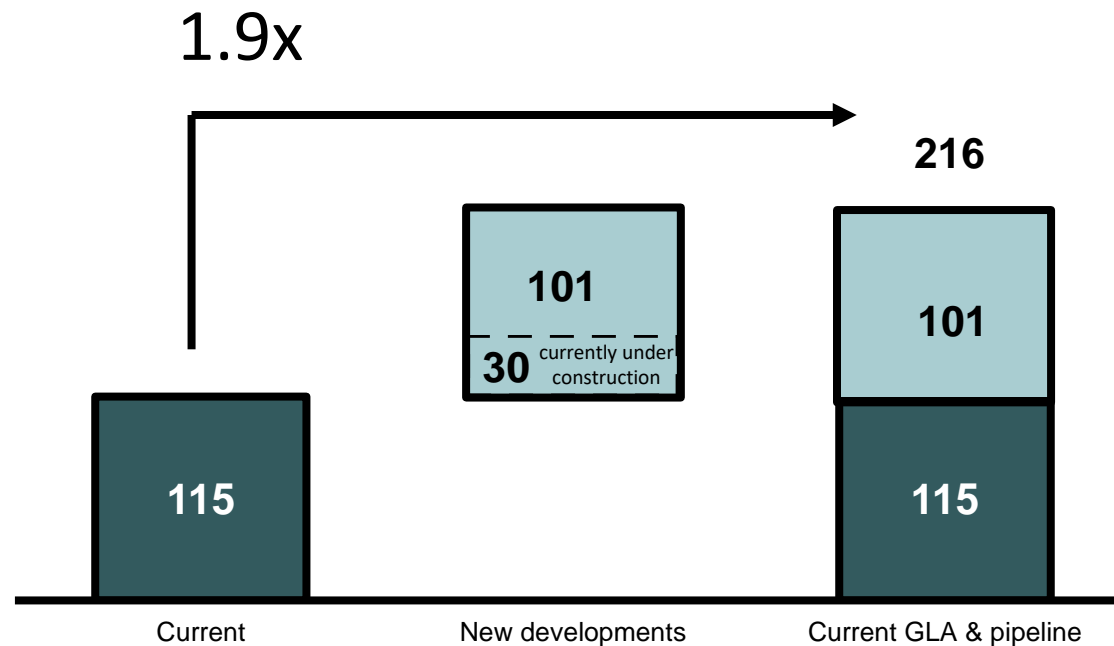 1.9x
216
101
101
30
currently under
construction
115
115
Current
New developments
Current GLA & pipeline